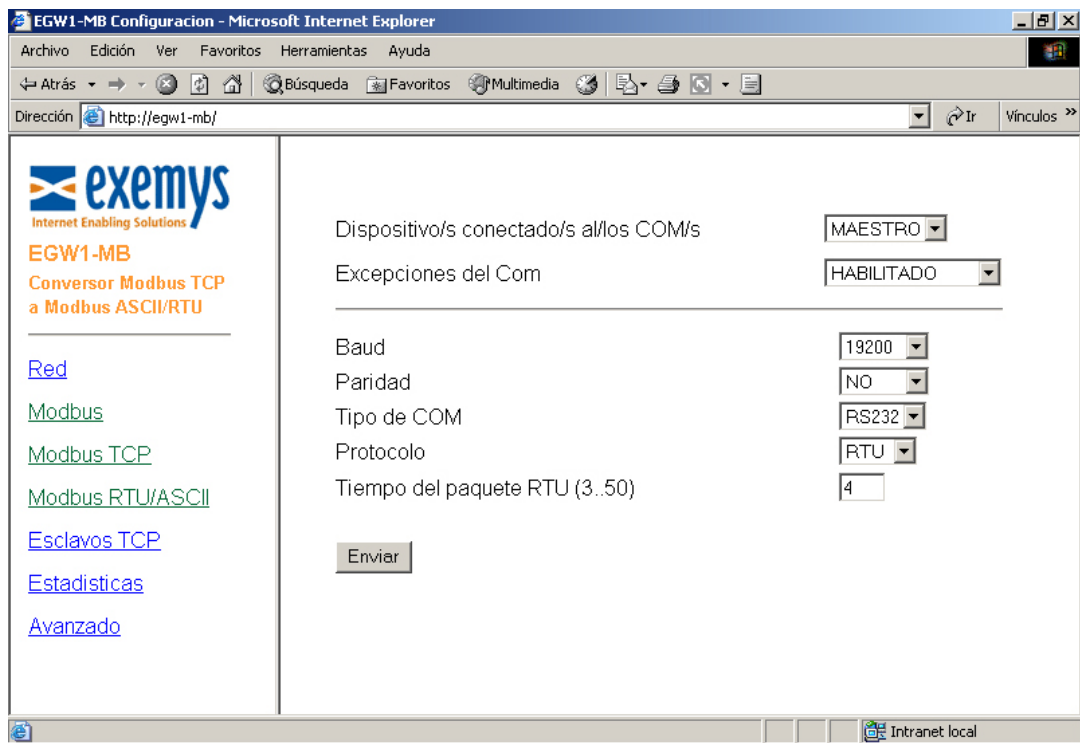 EGW1-MB Configuracion - Microsoft Internet Explorer
Archivo Edición Ver Favoritos Herramientas Ayuda
Atrás Búsqueda Favoritos Multimedia
Dirección http://egw1-mb/ Ir Vínculos »
exemys
Internet Enabling Solutions
EGW1-MB
Conversor Modbus TCP
a Modbus ASCII/RTU
Red
Modbus
Modbus TCP
Modbus RTU/ASCII
Esclavos TCP
Estadisticas
Avanzado
Dispositivo/s conectado/s al/los COM/s MAESTRO
Excepciones del Com HABILITADO
Baud 19200
Paridad NO
Tipo de COM RS232
Protocolo RTU
Tiempo del paquete RTU (3..50) 4
Enviar
Intranet local